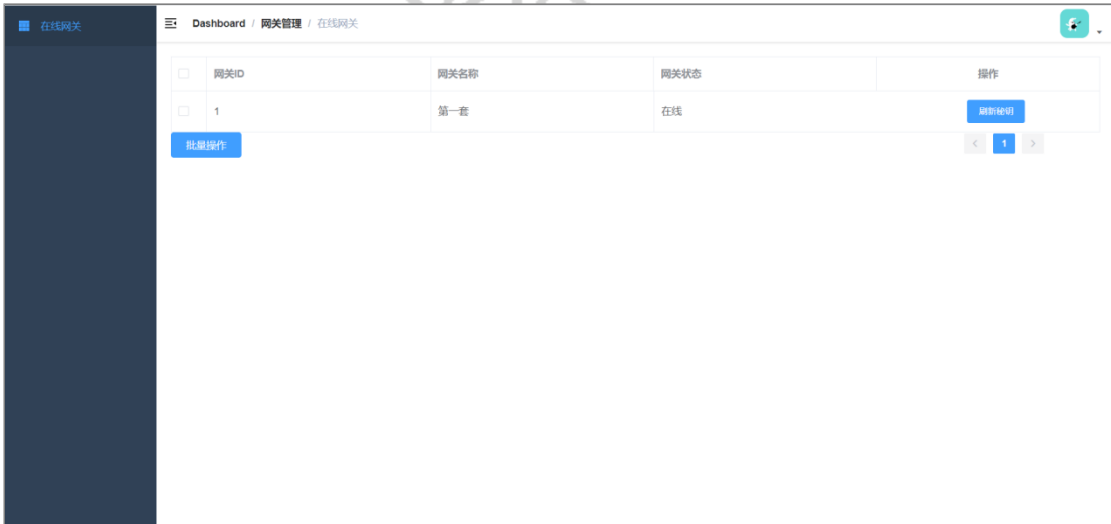 在线网关
Dashboard / 网关管理 / 在线网关
网关ID 网关名称 网关状态 操作
1 第一套 在线 刷新秘钥
批量操作 < 1 >